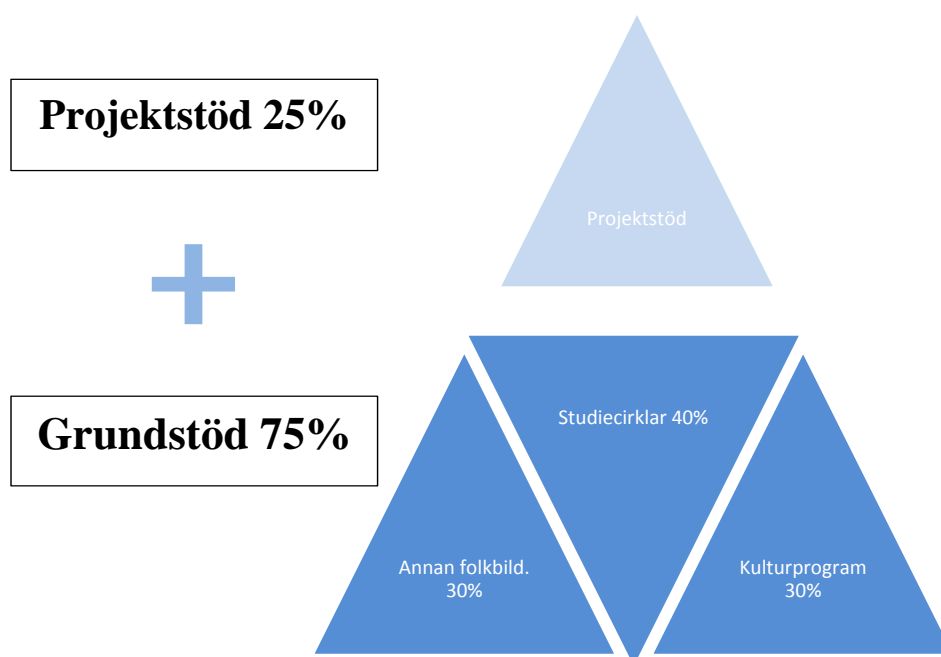 Projektstöd 25%
Projektstöd
Grundstöd 75%
Studiecirklar 40%
Annan folkbild.
30%
Kulturprogram
30%